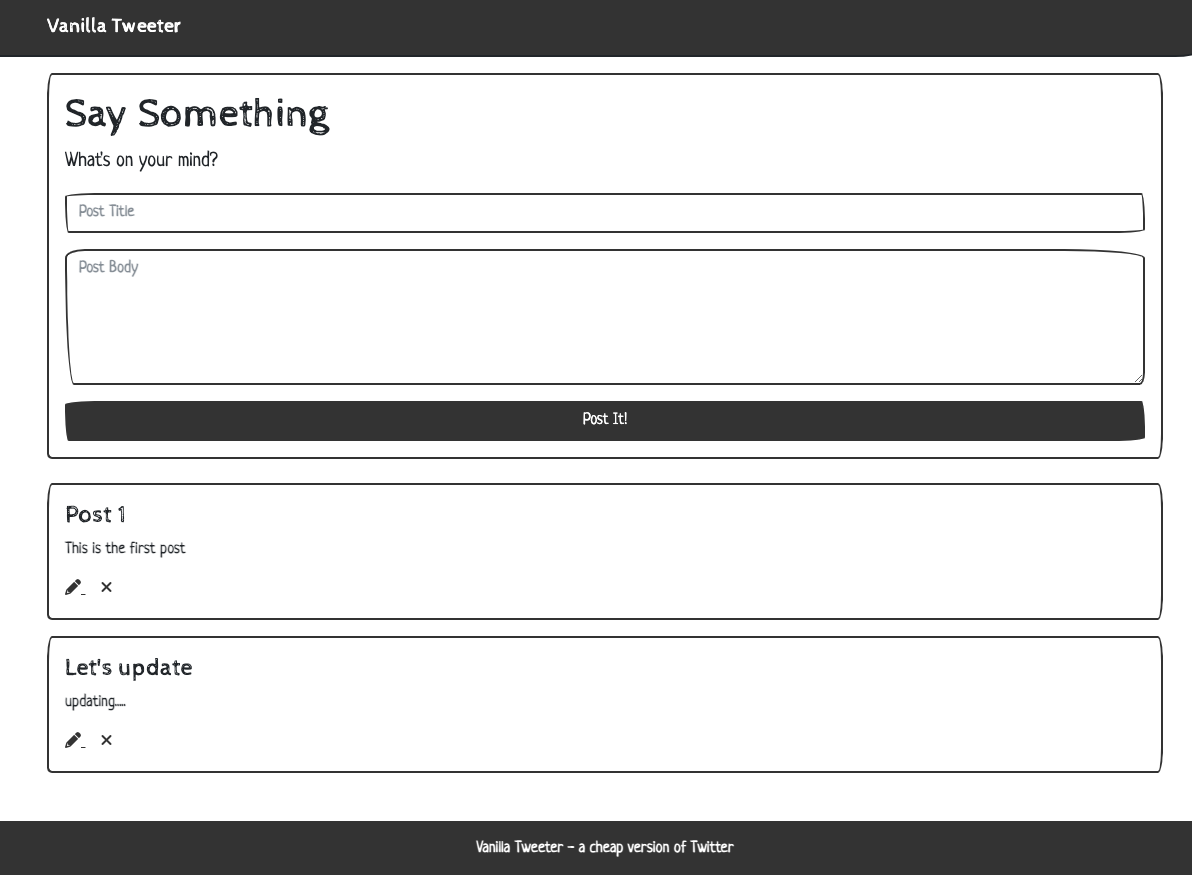 Vanilla Tweeter
Say Something
What's on your mind?
Post Title
Post Body
Post It!
Post 1
This is the first post
Let's update
updating.....
Vanilla Tweeter - a cheap version of Twitter